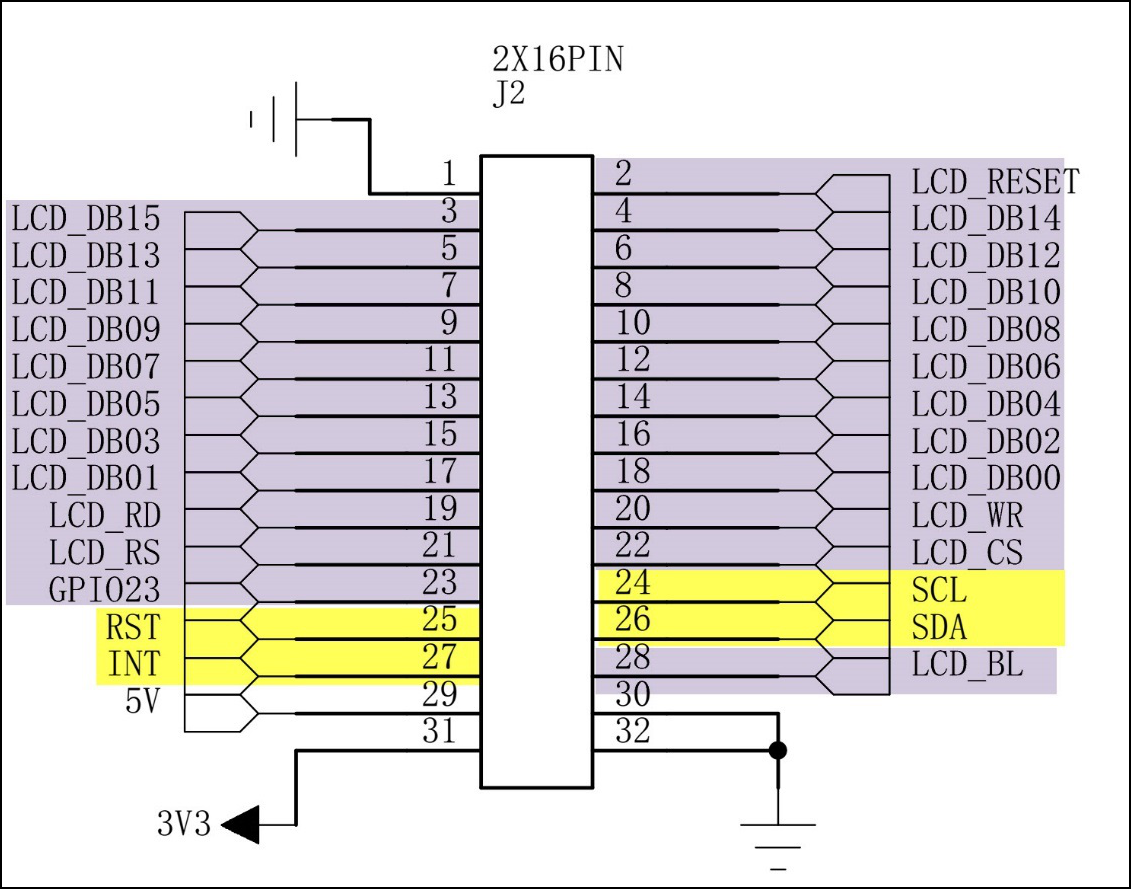 2X16PIN
J2
1 2 LCD_RESET
LCD_DB15 3 4 LCD_DB14
LCD_DB13 5 6 LCD_DB12
LCD_DB11 7 8 LCD_DB10
LCD_DB09 9 10 LCD_DB08
LCD_DB07 11 12 LCD_DB06
LCD_DB05 13 14 LCD_DB04
LCD_DB03 15 16 LCD_DB02
LCD_DB01 17 18 LCD_DB00
LCD_RD 19 20 LCD_WR
LCD_RS 21 22 LCD_CS
GPIO23 23 24 SCL
RST 25 26 SDA
INT 27 28 LCD_BL
5V 29 30
31 32
3V3